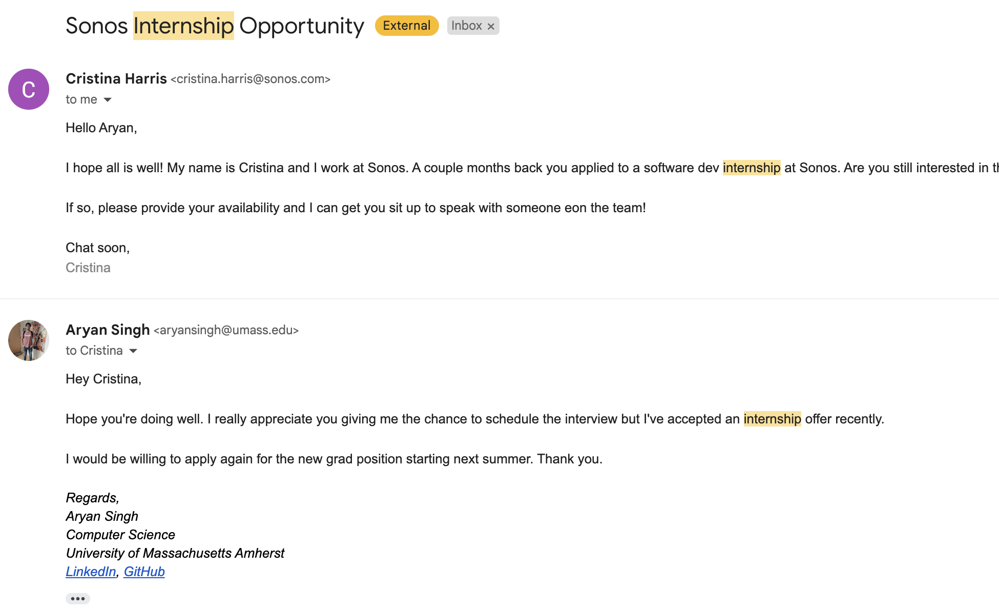 Sonos Internship Opportunity External Inbox ×
C
Cristina Harris <cristina.harris@sonos.com>
to me
Hello Aryan,
I hope all is well! My name is Cristina and I work at Sonos. A couple months back you applied to a software dev internship at Sonos. Are you still interested in
If so, please provide your availability and I can get you sit up to speak with someone eon the team!
Chat soon,
Cristina
Aryan Singh <aryansingh@umass.edu>
to Cristina
Hey Cristina,
Hope you're doing well. I really appreciate you giving me the chance to schedule the interview but I've accepted an internship offer recently.
I would be willing to apply again for the new grad position starting next summer. Thank you.
Regards,
Aryan Singh
Computer Science
University of Massachusetts Amherst
LinkedIn, GitHub